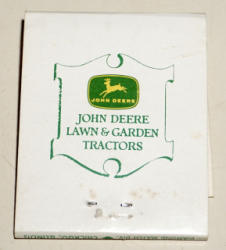 JOHN DEERE
JOHN DEERE
LAWN & GARDEN
TRACTORS